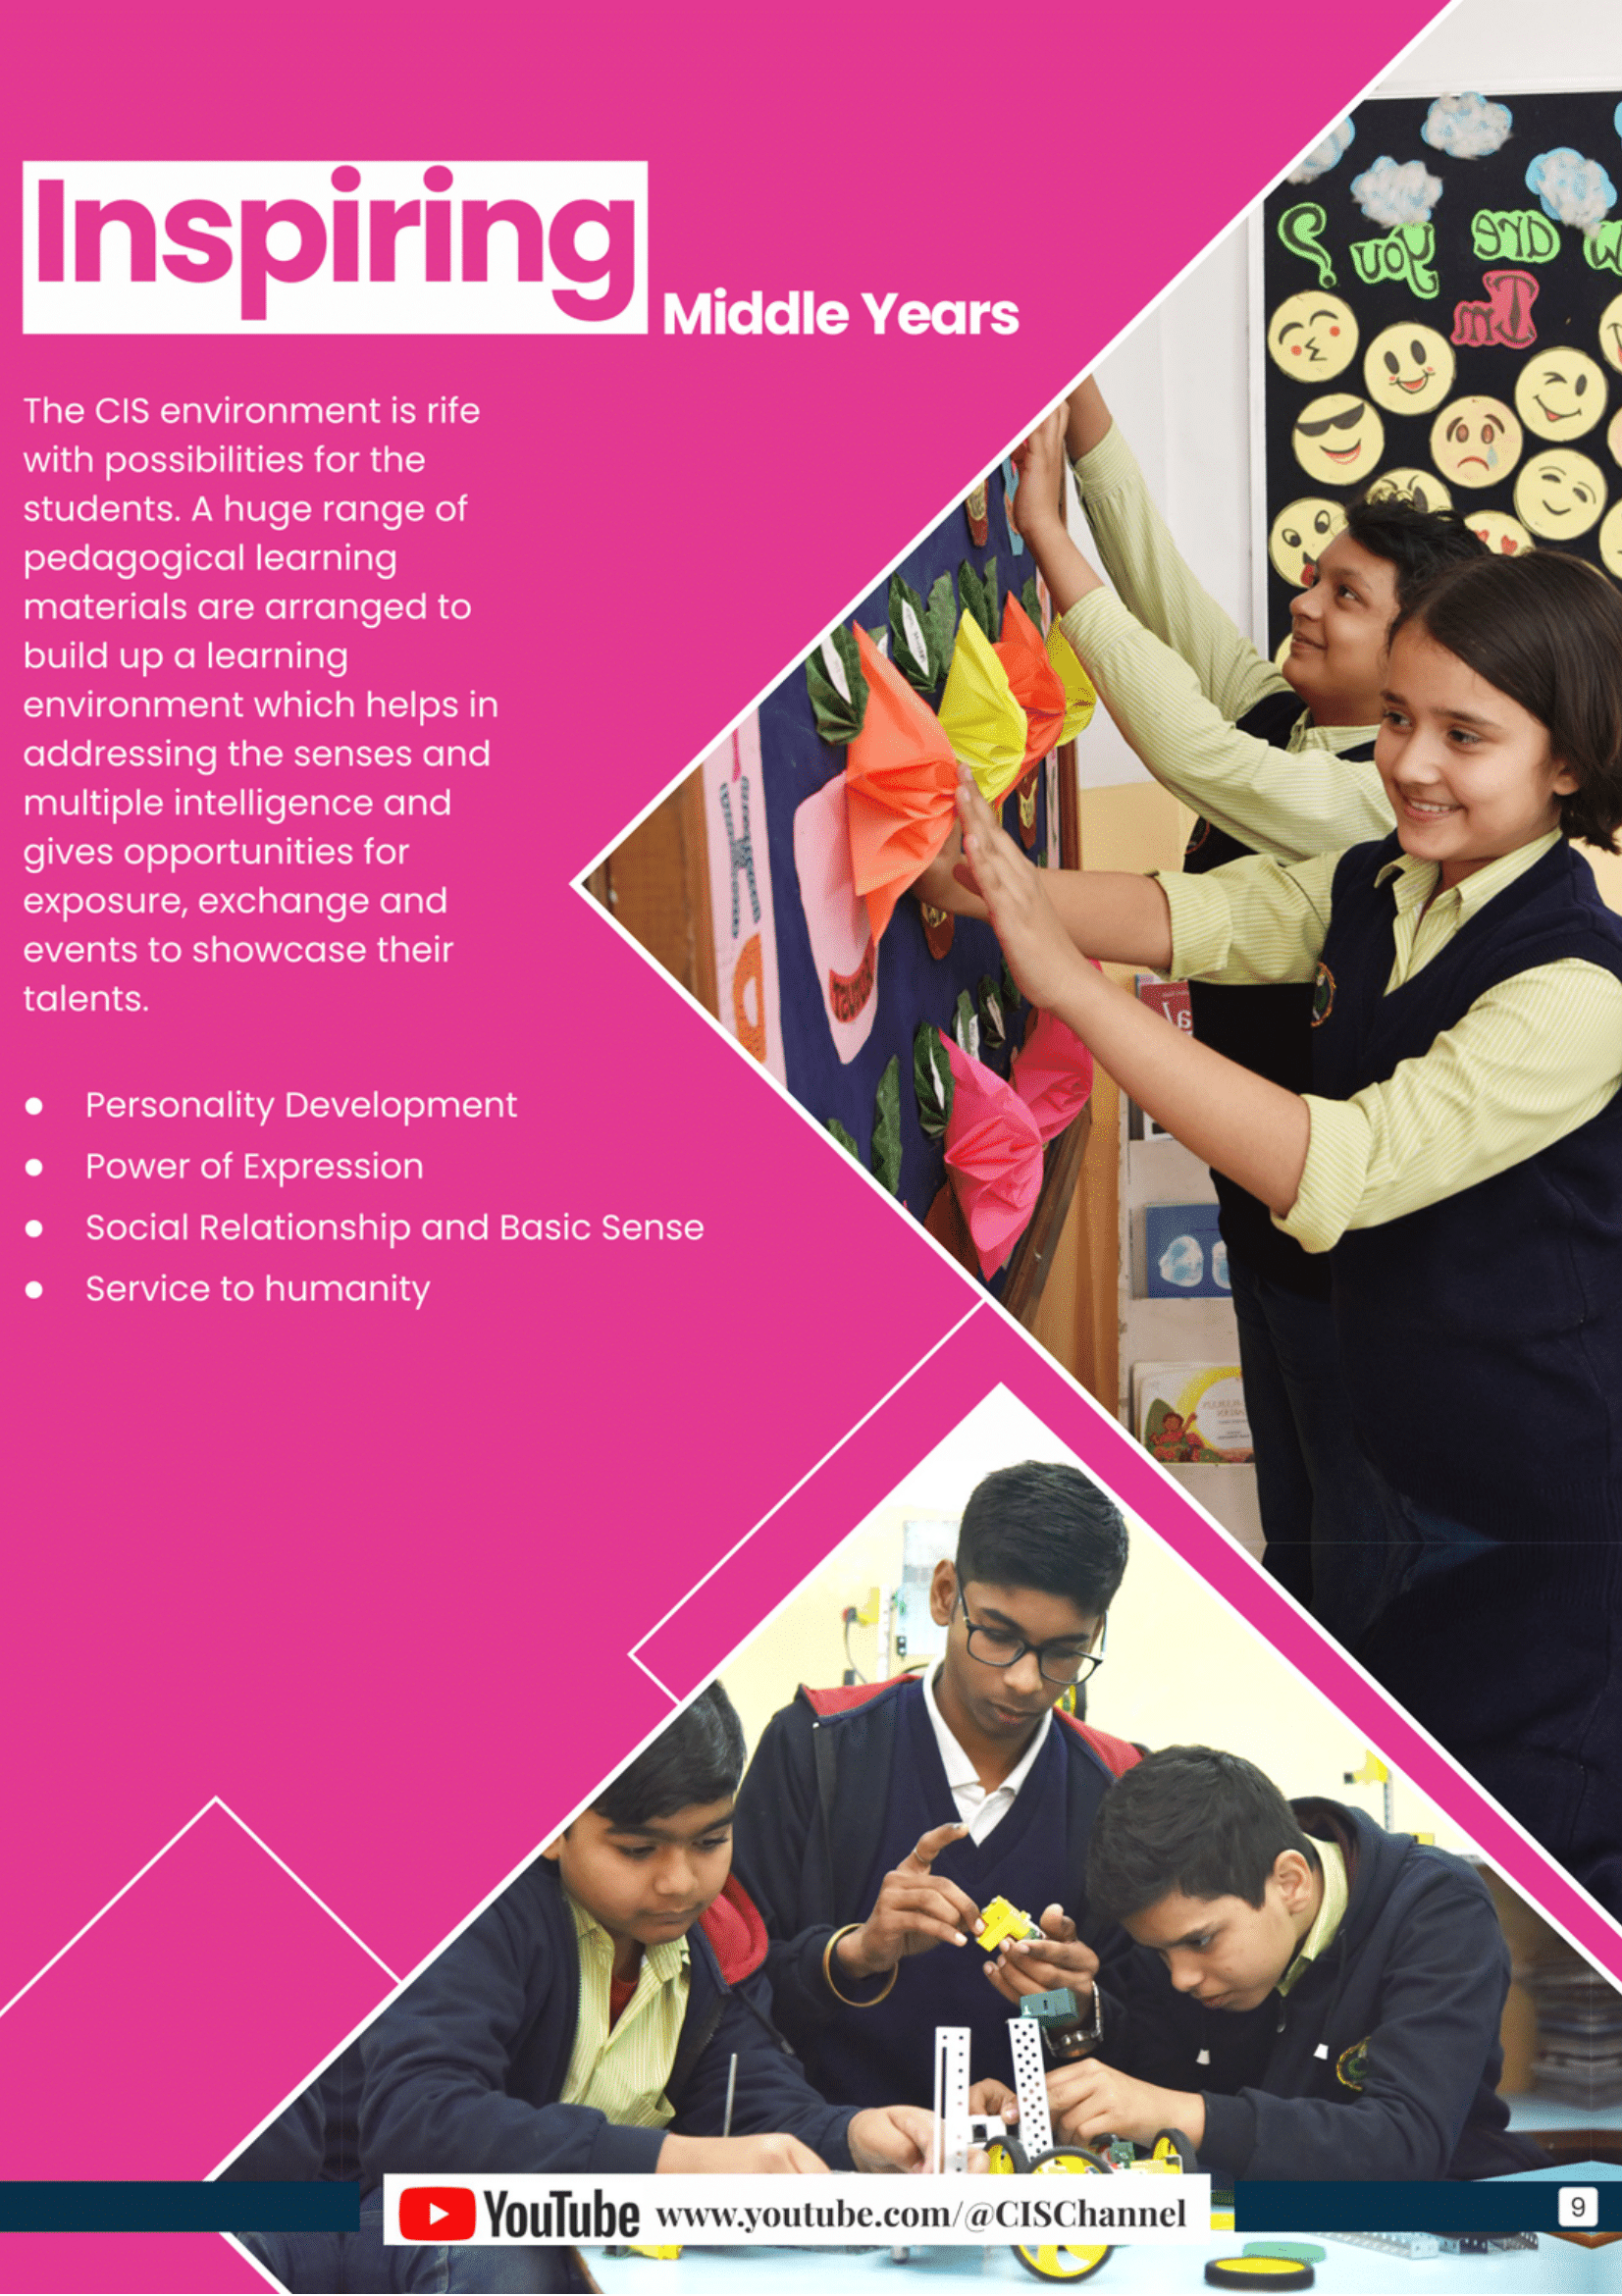 Inspiring
Middle Years
The CIS environment is rife
with possibilities for the
students. A huge range of
pedagogical learning
materials are arranged to
build up a learning
environment which helps in
addressing the senses and
multiple intelligence and
gives opportunities for
exposure, exchange and
events to showcase their
talents.
● Personality Development
● Power of Expression
● Social Relationship and Basic Sense
● Service to humanity
are you ?
I'm
YouTube www.youtube.com/@CISChannel
9